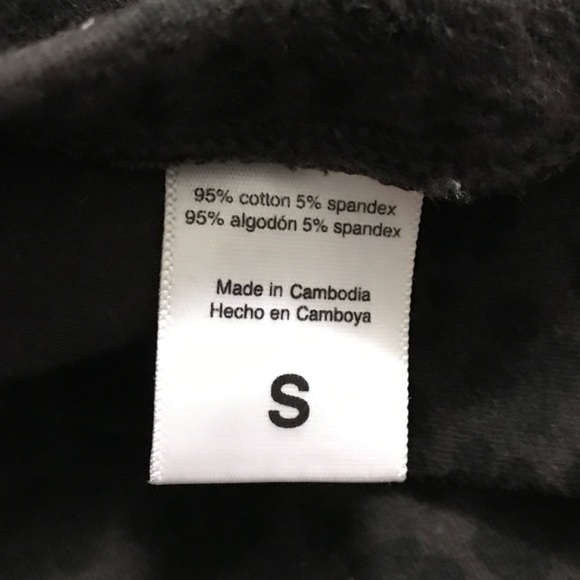 95% cotton 5% spandex
95% algodón 5% spandex
Made in Cambodia
Hecho en Camboya
S